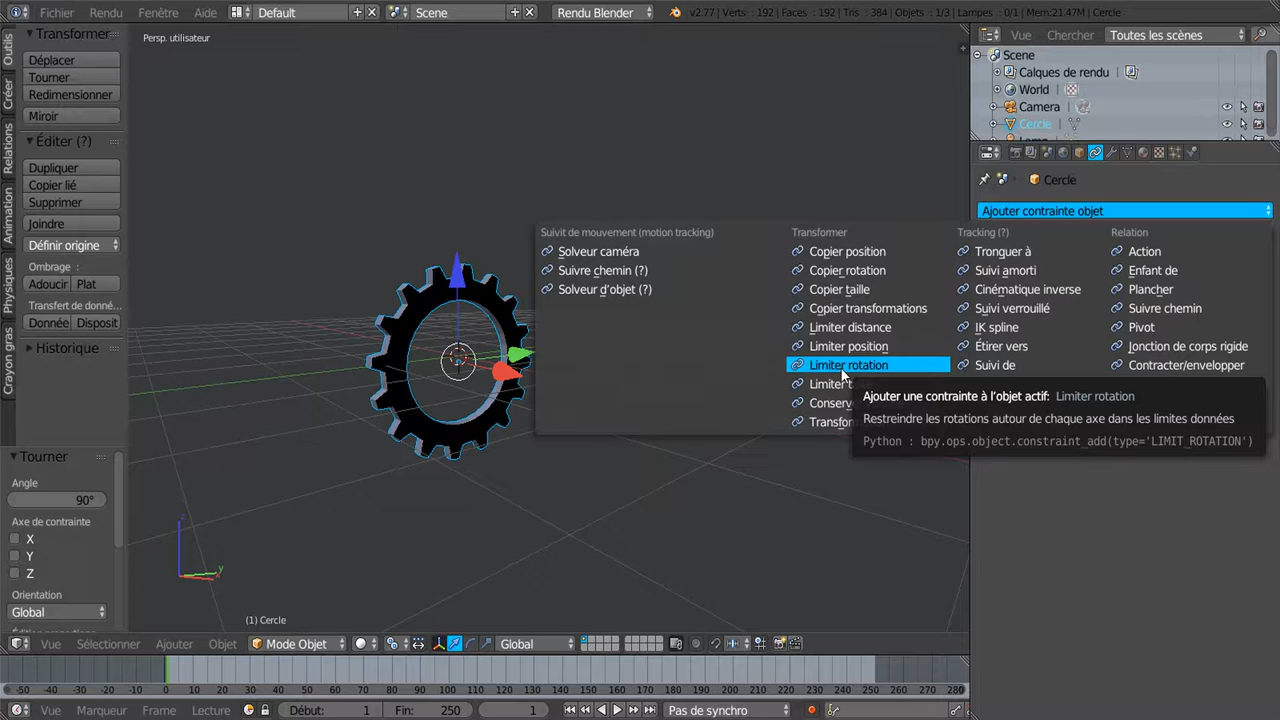 Fichier Rendu Fenêtre Aide Default Scene Rendu Blender v2.77 | Verts : 192 | Faces : 192 | Tris : 384 | Objets : 1/3 | Lampes : 0/1 | Mem:21.47M | Cercle
Persp. utilisateur
Outils
Créer
Relations
Animation
Physiques
Crayon gras
Transformer
Déplacer
Tourner
Redimensionner
Miroir
Éditer (?)
Dupliquer
Copier lié
Supprimer
Joindre
Définir origine
Ombrage :
Adoucir Plat
Transfert de donné...
Donnée Disposit
Historique
Tourner
Angle
90°
Axe de contrainte
X
Y
Z
Orientation
Global
z
y
x
(1) Cercle
Vue Chercher Toutes les scènes
Scene
Calques de rendu
World
Camera
Cercle
Cercle
Ajouter contrainte objet
Suivit de mouvement (motion tracking)
Solveur caméra
Suivre chemin (?)
Solveur d'objet (?)
Transformer
Copier position
Copier rotation
Copier taille
Copier transformations
Limiter distance
Limiter position
Limiter rotation
Limiter
Conserv
Transfor
Tracking (?)
Tronguer à
Suivi amorti
Cinématique inverse
Suivi verrouillé
IK spline
Étirer vers
Suivi de
Relation
Action
Enfant de
Plancher
Suivre chemin
Pivot
Jonction de corps rigide
Contracter/envelopper
Ajouter une contrainte à l'objet actif: Limiter rotation
Restreindre les rotations autour de chaque axe dans les limites données
Python : bpy.ops.object.constraint_add(type='LIMIT_ROTATION')
Vue Sélectionner Ajouter Objet Mode Objet Global
-50 -40 -30 -20 -10 0 10 20 30 40 50 60 70 80 90 100 110 120 130 140 150 160 170 180 190 200 210 220 230 240 250 260 270 280
Vue Marqueur Frame Lecture Début: 1 Fin: 250 1 Pas de synchro